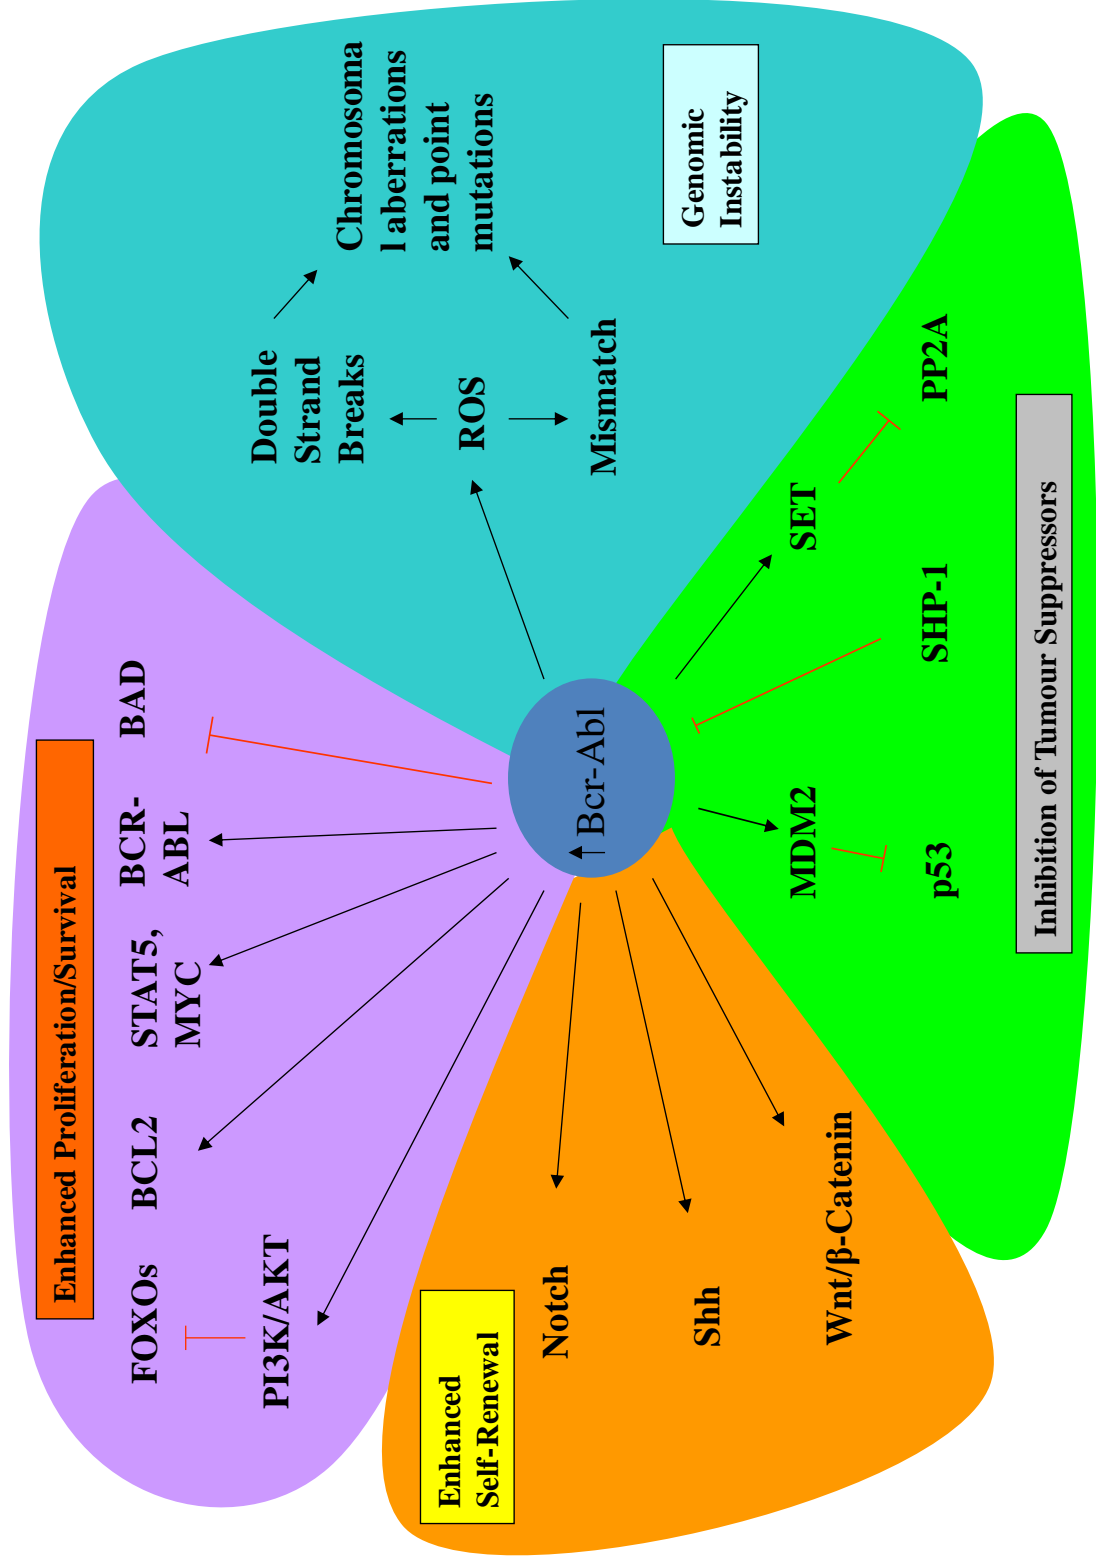 Enhanced Proliferation/Survival
FOXOs
BCL2
STAT5,
MYC
BCR-
ABL
BAD
PI3K/AKT
Double
Strand
Breaks
Chromosoma
l aberrations
and point
mutations
ROS
Mismatch
Genomic
Instability
Enhanced
Self-Renewal
Notch
Shh
Wnt/β-Catenin
↑Bcr-Abl
MDM2
p53
SHP-1
SET
PP2A
Inhibition of Tumour Suppressors